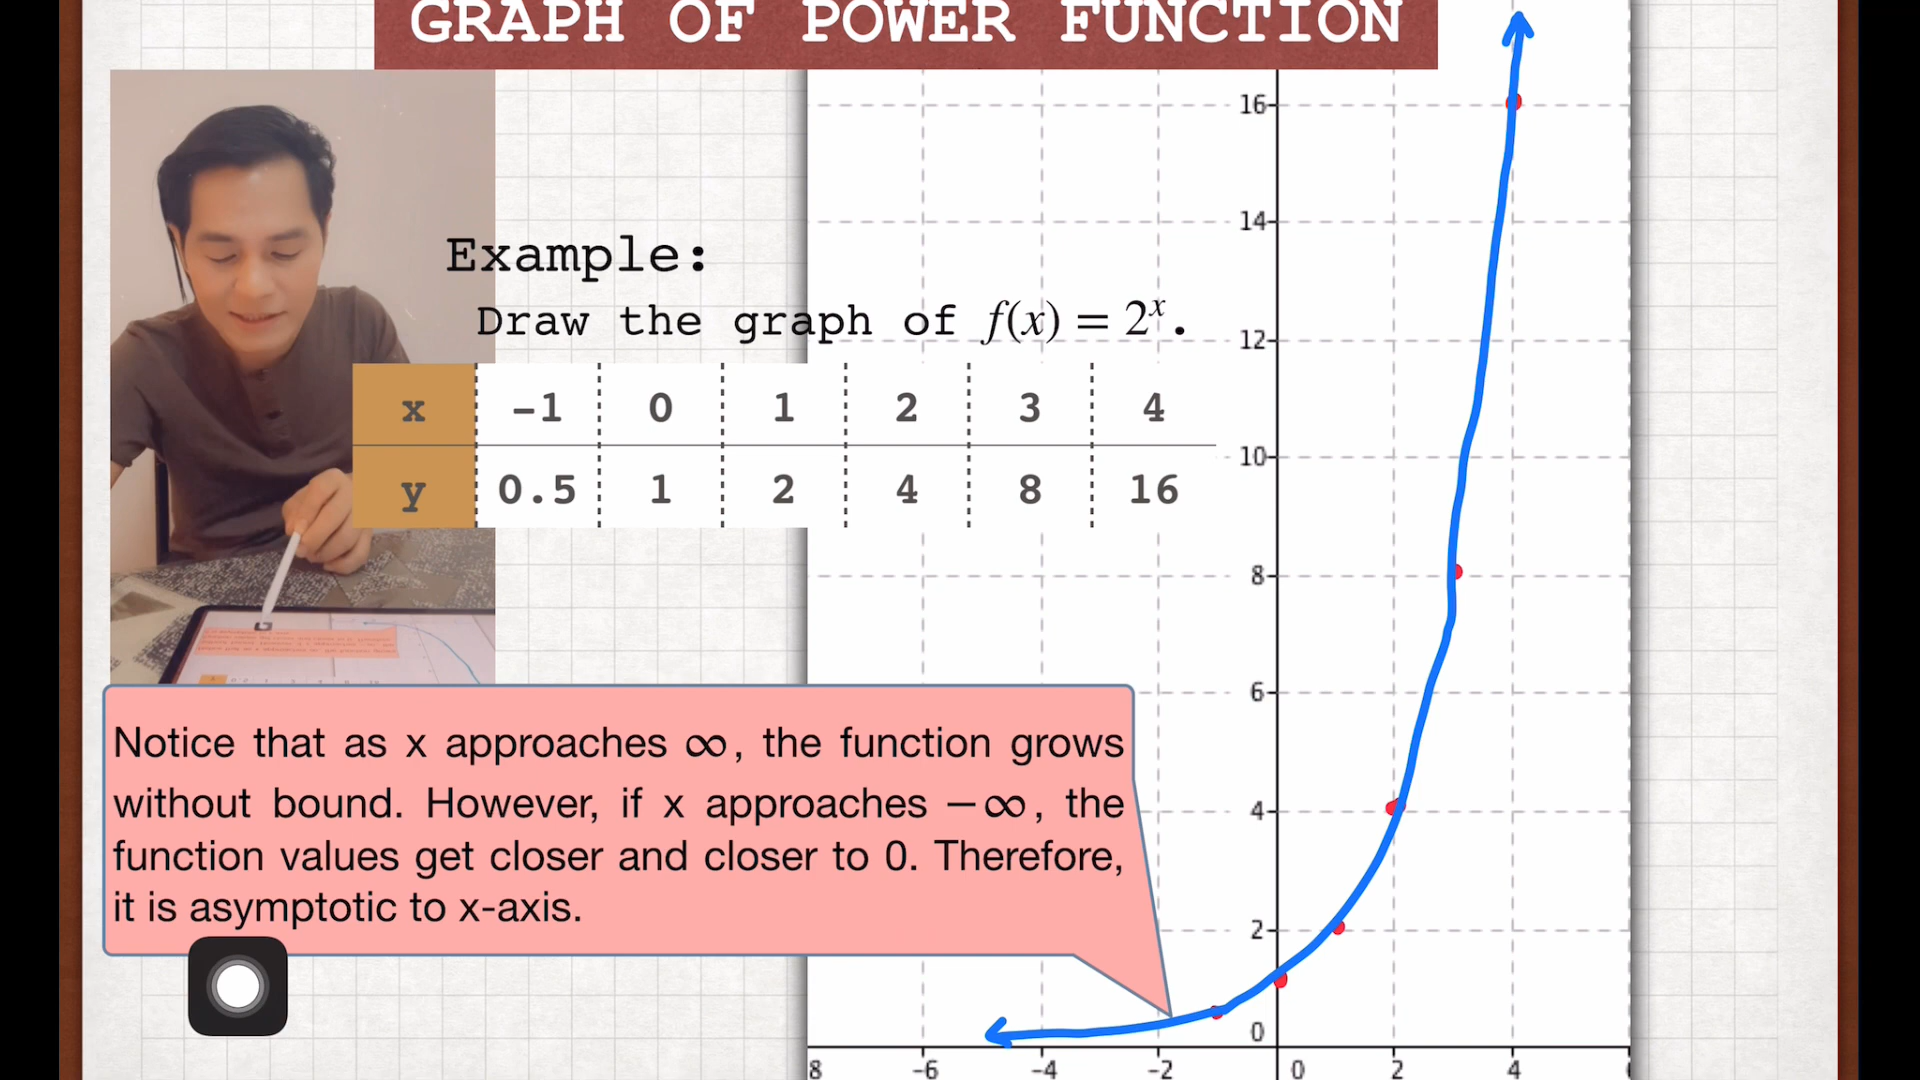 GRAPH OF POWER FUNCTION
Example:
Draw the graph of f(x) = 2ˣ.
x -1 0 1 2 3 4
y 0.5 1 2 4 8 16
Notice that as x approaches ∞, the function grows
without bound. However, if x approaches −∞, the
function values get closer and closer to 0. Therefore,
it is asymptotic to x-axis.
16
14
12
10
8
6
4
2
0
8 -6 -4 -2 0 2 4